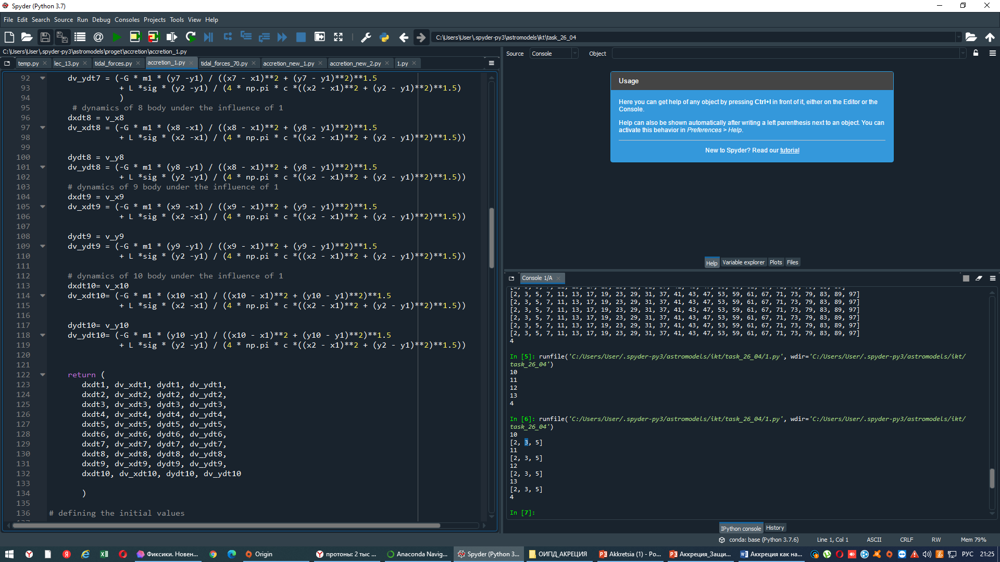 Spyder (Python 3.7)
File Edit Search Source Run Debug Consoles Projects Tools View Help
C:\Users\User\.spyder-py3\astromodels\ikt\task_26_04
C:\Users\User\.spyder-py3\astromodels\proget\accretion\accretion_1.py
temp.py lec_13.py tidal_forces.py accretion_1.py tidal_forces_70.py accretion_new_1.py accretion_new_2.py 1.py
92 dv_ydt7 = (-G * m1 * (y7 -y1) / ((x7 - x1)**2 + (y7 - y1)**2)**1.5
93 + L *sig * (y2 -y1) / (4 * np.pi * c *((x2 - x1)**2 + (y2 - y1)**2)**1.5)
94 )
95 # dynamics of 8 body under the influence of 1
96 dxdt8 = v_x8
97 dv_xdt8 = (-G * m1 * (x8 -x1) / ((x8 - x1)**2 + (y8 - y1)**2)**1.5
98 + L *sig * (x2 -x1) / (4 * np.pi * c *((x2 - x1)**2 + (y2 - y1)**2)**1.5))
99
100 dydt8 = v_y8
101 dv_ydt8 = (-G * m1 * (y8 -y1) / ((x8 - x1)**2 + (y8 - y1)**2)**1.5
102 + L *sig * (y2 -y1) / (4 * np.pi * c *((x2 - x1)**2 + (y2 - y1)**2)**1.5))
103 # dynamics of 9 body under the influence of 1
104 dxdt9 = v_x9
105 dv_xdt9 = (-G * m1 * (x9 -x1) / ((x9 - x1)**2 + (y9 - y1)**2)**1.5
106 + L *sig * (x2 -x1) / (4 * np.pi * c *((x2 - x1)**2 + (y2 - y1)**2)**1.5))
107
108 dydt9 = v_y9
109 dv_ydt9 = (-G * m1 * (y9 -y1) / ((x9 - x1)**2 + (y9 - y1)**2)**1.5
110 + L *sig * (y2 -y1) / (4 * np.pi * c *((x2 - x1)**2 + (y2 - y1)**2)**1.5))
111
112 # dynamics of 10 body under the influence of 1
113 dxdt10= v_x10
114 dv_xdt10= (-G * m1 * (x10 -x1) / ((x10 - x1)**2 + (y10 - y1)**2)**1.5
115 + L *sig * (x2 -x1) / (4 * np.pi * c *((x2 - x1)**2 + (y2 - y1)**2)**1.5))
116
117 dydt10= v_y10
118 dv_ydt10= (-G * m1 * (y10 -y1) / ((x10 - x1)**2 + (y10 - y1)**2)**1.5
119 + L *sig * (y2 -y1) / (4 * np.pi * c *((x2 - x1)**2 + (y2 - y1)**2)**1.5))
120
121
122 return (
123 dxdt1, dv_xdt1, dydt1, dv_ydt1,
124 dxdt2, dv_xdt2, dydt2, dv_ydt2,
125 dxdt3, dv_xdt3, dydt3, dv_ydt3,
126 dxdt4, dv_xdt4, dydt4, dv_ydt4,
127 dxdt5, dv_xdt5, dydt5, dv_ydt5,
128 dxdt6, dv_xdt6, dydt6, dv_ydt6,
129 dxdt7, dv_xdt7, dydt7, dv_ydt7,
130 dxdt8, dv_xdt8, dydt8, dv_ydt8,
131 dxdt9, dv_xdt9, dydt9, dv_ydt9,
132 dxdt10, dv_xdt10, dydt10, dv_ydt10
133
134 )
135
136 # defining the initial values
Source Console Object
Usage
Here you can get help of any object by pressing Ctrl+I in front of it, either on the Editor or the
Console.
Help can also be shown automatically after writing a left parenthesis next to an object. You can
activate this behavior in Preferences > Help.
New to Spyder? Read our tutorial
Help Variable explorer Plots Files
Console 1/A
[2, 3, 5, 7, 11, 13, 17, 19, 23, 29, 31, 37, 41, 43, 47, 53, 59, 61, 67, 71, 73, 79, 83, 89, 97]
[2, 3, 5, 7, 11, 13, 17, 19, 23, 29, 31, 37, 41, 43, 47, 53, 59, 61, 67, 71, 73, 79, 83, 89, 97]
[2, 3, 5, 7, 11, 13, 17, 19, 23, 29, 31, 37, 41, 43, 47, 53, 59, 61, 67, 71, 73, 79, 83, 89, 97]
[2, 3, 5, 7, 11, 13, 17, 19, 23, 29, 31, 37, 41, 43, 47, 53, 59, 61, 67, 71, 73, 79, 83, 89, 97]
[2, 3, 5, 7, 11, 13, 17, 19, 23, 29, 31, 37, 41, 43, 47, 53, 59, 61, 67, 71, 73, 79, 83, 89, 97]
[2, 3, 5, 7, 11, 13, 17, 19, 23, 29, 31, 37, 41, 43, 47, 53, 59, 61, 67, 71, 73, 79, 83, 89, 97]
4
In [5]: runfile('C:/Users/User/.spyder-py3/astromodels/ikt/task_26_04/1.py', wdir='C:/Users/User/.spyder-py3/astromodels/ikt/
task_26_04')
10
11
12
13
4
In [6]: runfile('C:/Users/User/.spyder-py3/astromodels/ikt/task_26_04/1.py', wdir='C:/Users/User/.spyder-py3/astromodels/ikt/
task_26_04')
10
[2, 3, 5]
11
[2, 3, 5]
12
[2, 3, 5]
13
[2, 3, 5]
4
In [7]:
IPython console History
conda: base (Python 3.7.6) Line 1, Col 1 ASCII CRLF RW Mem 79%
Фиксики. Новен... Origin протоны: 2 тыс ... Anaconda Navig... Spyder (Python 3... ОИПД_АКРЕЦИЯ Akkretsia (1) - Po... Аккреция_Защи... Аккреция как на... РУС 21:25